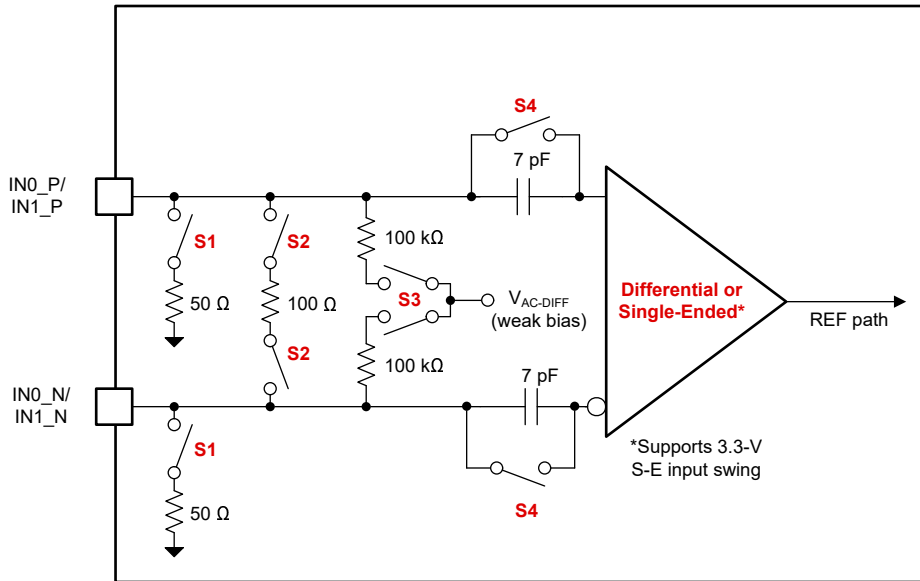 S4
7 pF
IN0_P/
IN1_P
S1
S2
100 kΩ
50 Ω
100 Ω
S3
V_AC-DIFF
(weak bias)
Differential or
Single-Ended*
REF path
S2
100 kΩ
IN0_N/
IN1_N
7 pF
S1
*Supports 3.3-V
S-E input swing
50 Ω
S4